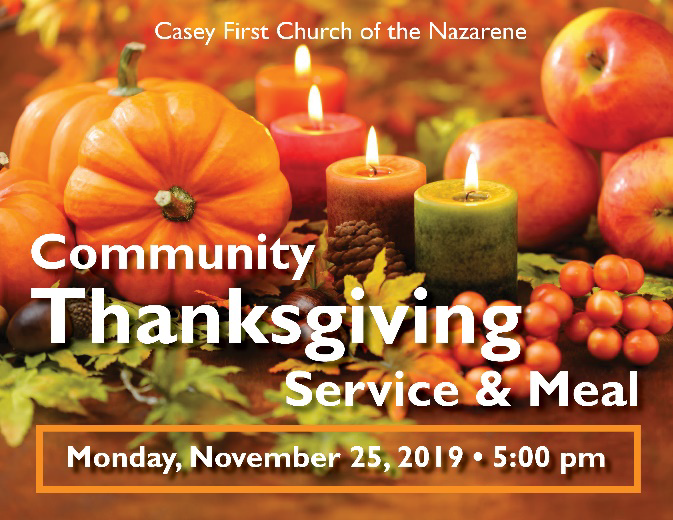 Casey First Church of the Nazarene
Community
Thanksgiving
Service & Meal
Monday, November 25, 2019 • 5:00 pm